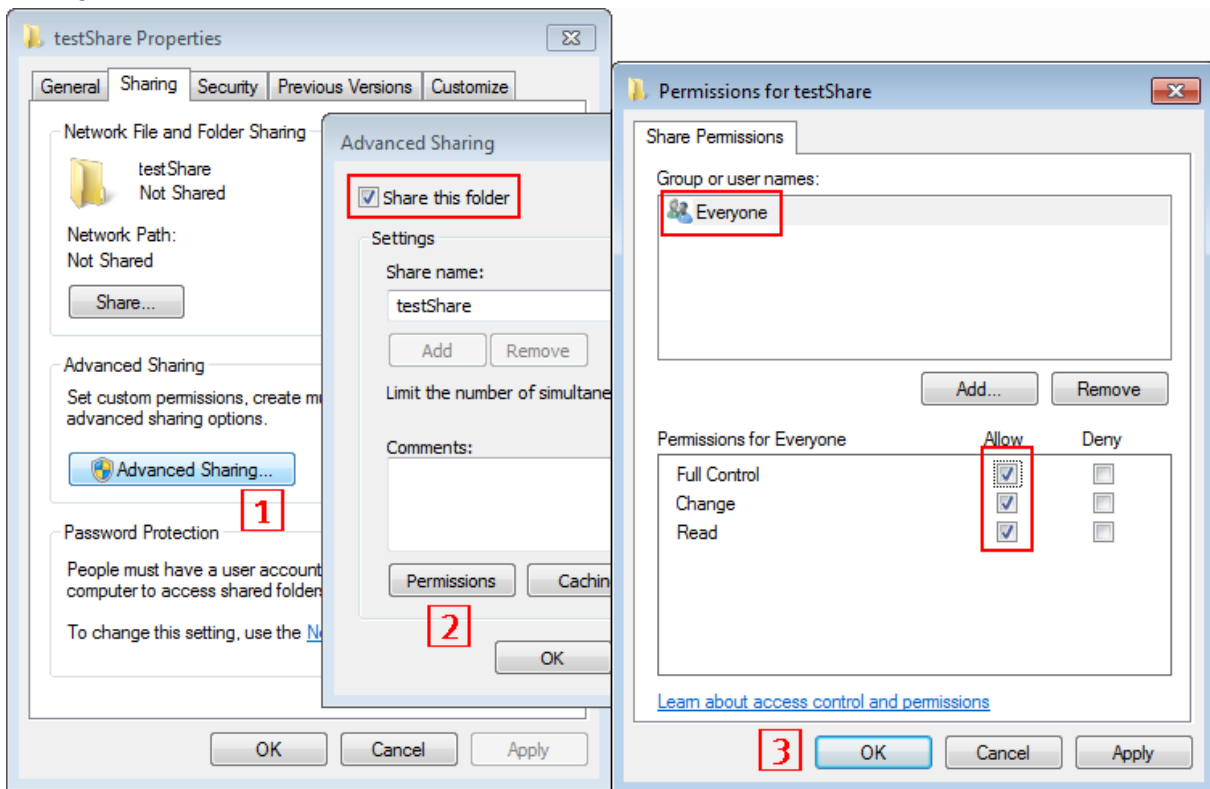 testShare Properties
General Sharing Security Previous Versions Customize
Network File and Folder Sharing
testShare
Not Shared
Network Path:
Not Shared
Share...
Advanced Sharing
Set custom permissions, create mu
advanced sharing options.
Advanced Sharing...
1
Password Protection
People must have a user account
computer to access shared folders
To change this setting, use the
OK Cancel Apply
Advanced Sharing
Share this folder
Settings
Share name:
testShare
Add Remove
Limit the number of simultane
Comments:
Permissions Cachin
2
OK
Permissions for testShare
Share Permissions
Group or user names:
Everyone
Add... Remove
Permissions for Everyone Allow Deny
Full Control
Change
Read
Learn about access control and permissions
3
OK Cancel Apply